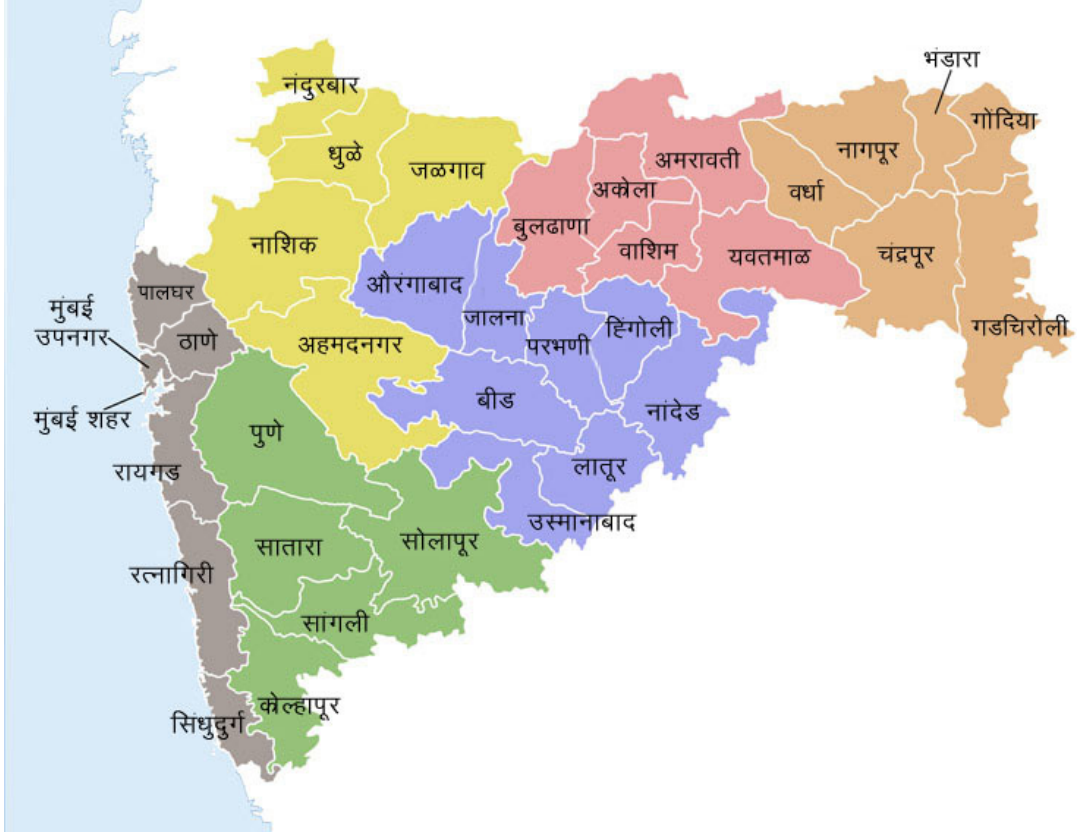 भंडारा
नंदुरबार
गोंदिया
धुळे
जळगाव
अमरावती
नागपूर
अकोला
वर्धा
बुलढाणा
नाशिक
वाशिम
यवतमाळ
चंद्रपूर
औरंगाबाद
पालघर
मुंबई
उपनगर
जालना
हिंगोली
गडचिरोली
ठाणे
अहमदनगर
परभणी
बीड
नांदेड
मुंबई शहर
पुणे
रायगड
लातूर
उस्मानाबाद
सातारा
सोलापूर
रत्नागिरी
सांगली
कोल्हापूर
सिंधुदुर्ग